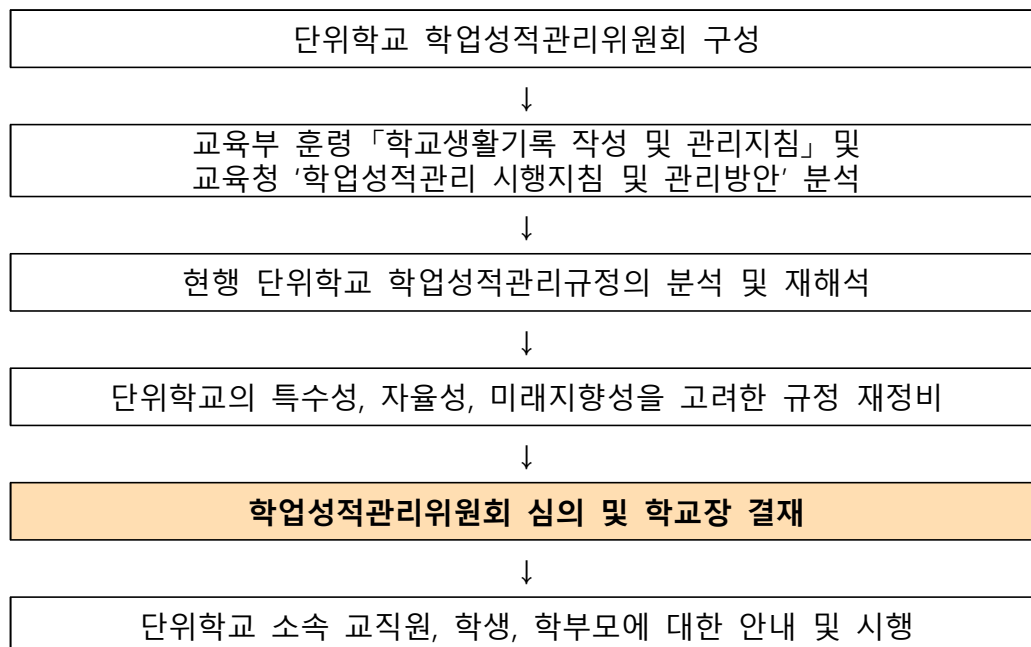 단위학교 학업성적관리위원회 구성
↓
교육부 훈령「학교생활기록 작성 및 관리지침」및
교육청 '학업성적관리 시행지침 및 관리방안' 분석
↓
현행 단위학교 학업성적관리규정의 분석 및 재해석
↓
단위학교의 특수성, 자율성, 미래지향성을 고려한 규정 재정비
↓
학업성적관리위원회 심의 및 학교장 결재
↓
단위학교 소속 교직원, 학생, 학부모에 대한 안내 및 시행